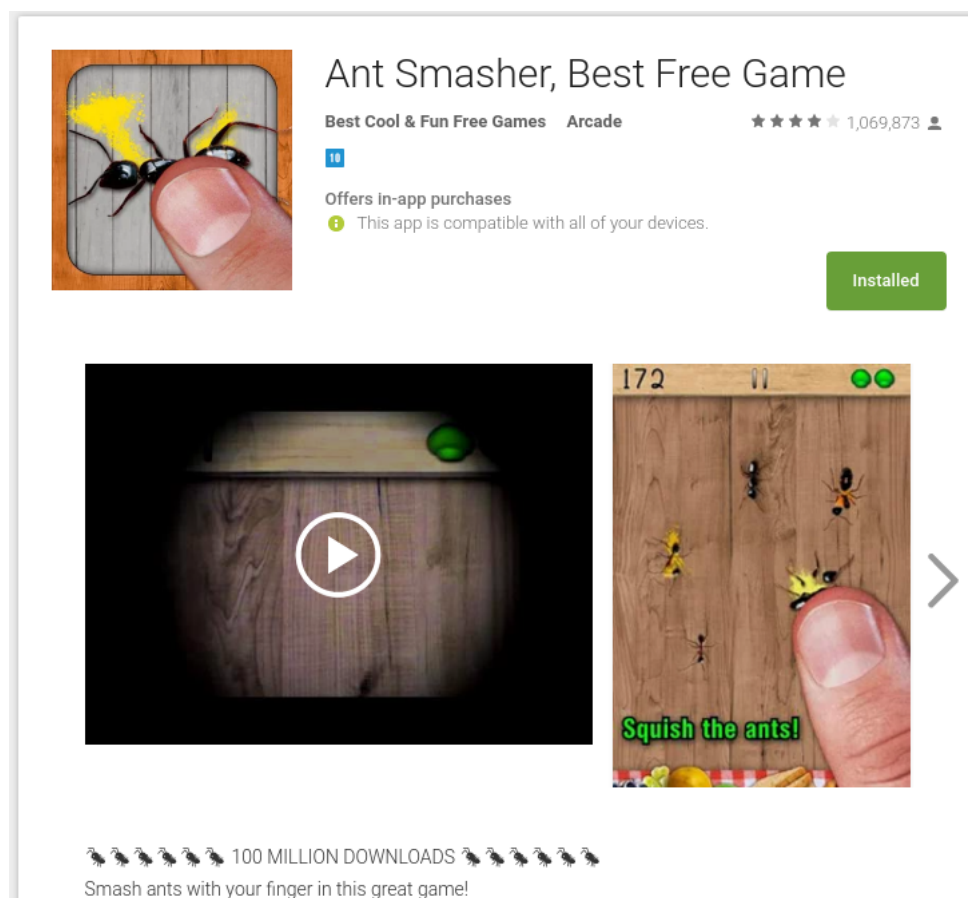 Ant Smasher, Best Free Game
Best Cool & Fun Free Games Arcade 1,069,873
10
Offers in-app purchases
This app is compatible with all of your devices.
Installed
172
Squish the ants!
100 MILLION DOWNLOADS
Smash ants with your finger in this great game!